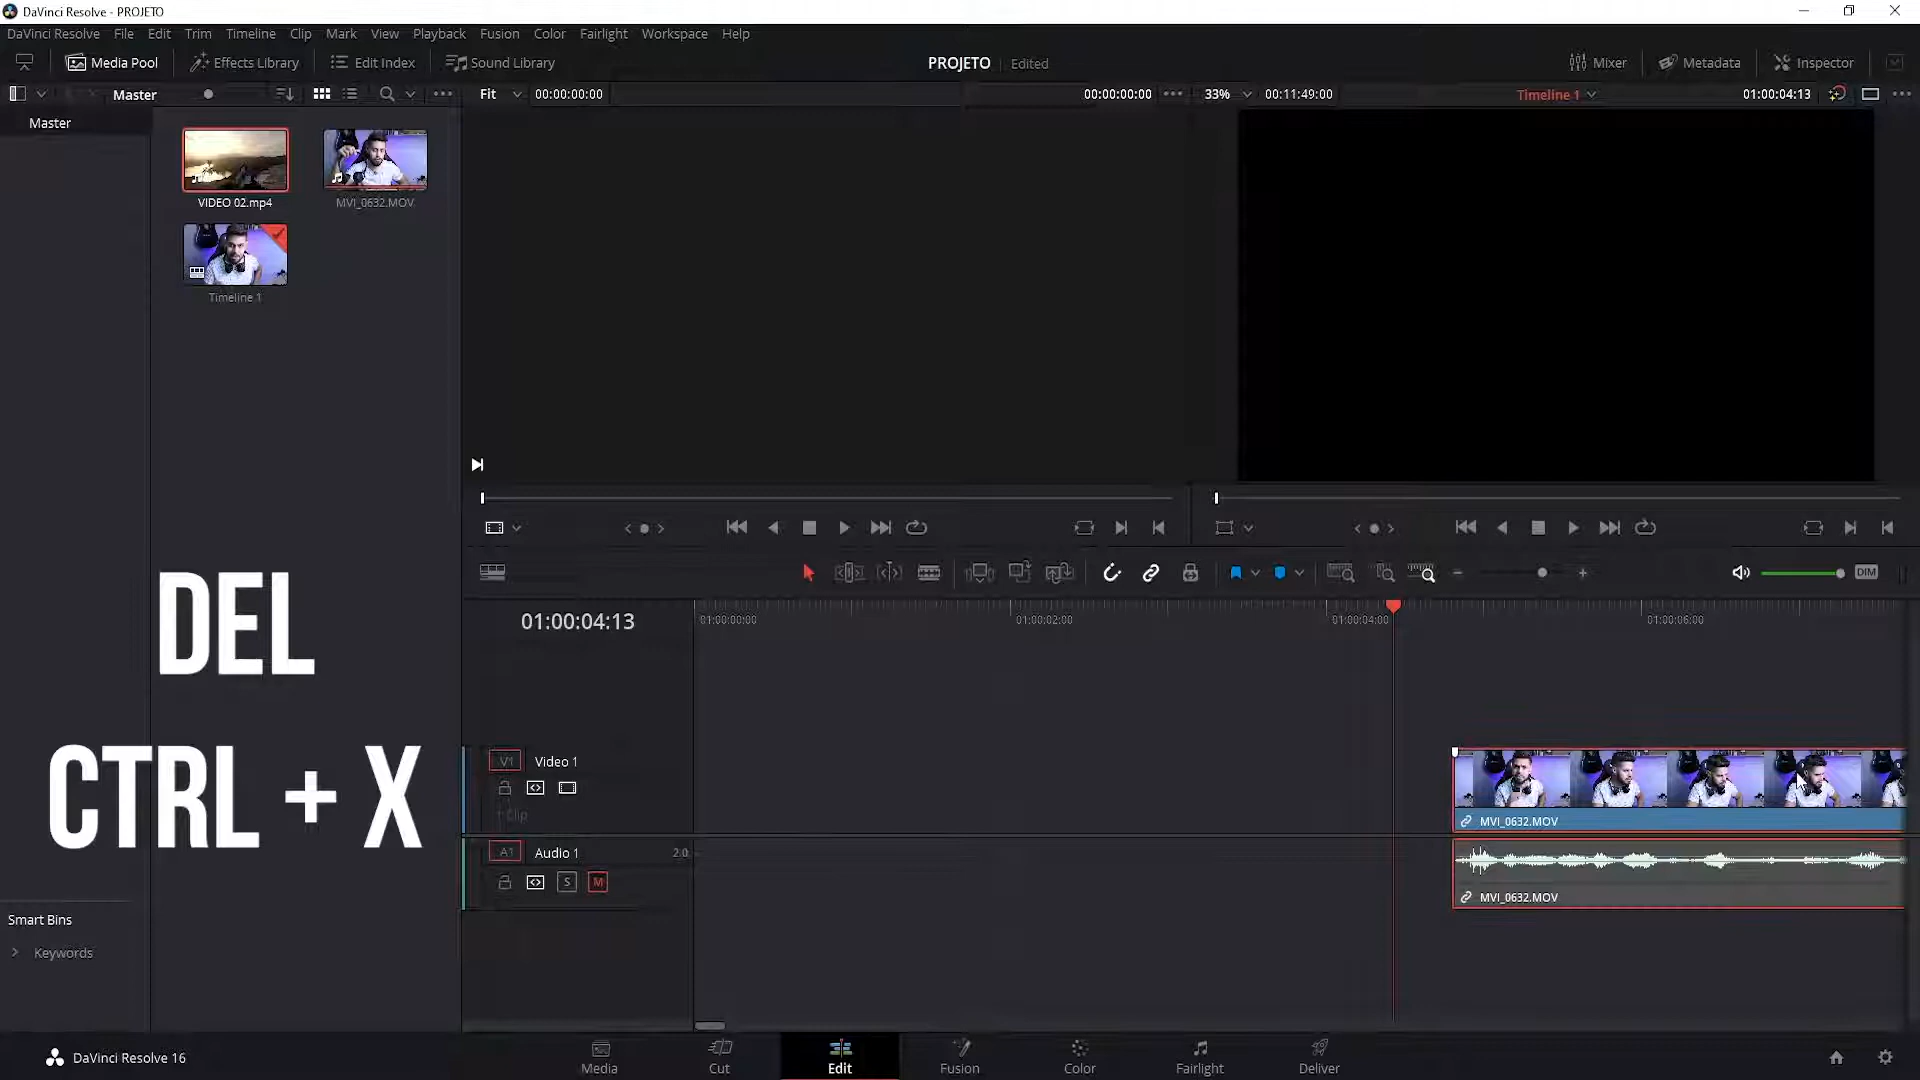 DaVinci Resolve - PROJETO
DaVinci Resolve File Edit Trim Timeline Clip Mark View Playback Fusion Color Fairlight Workspace Help
Media Pool Effects Library Edit Index Sound Library PROJETO Edited Mixer Metadata Inspector
Master Fit 00:00:00:00 00:00:00:00 33% 00:11:49:00 Timeline 1 01:00:04:13
Master
VIDEO 02.mp4 MVI_0632.MOV
Timeline 1
DEL
CTRL + X
DIM
01:00:04:13 01:00:00:00 01:00:02:00 01:00:04:00 01:00:06:00
V1 Video 1
1 Clip
MVI_0632.MOV
A1 Audio 1 2.0
S M
MVI_0632.MOV
Smart Bins
Keywords
DaVinci Resolve 16
Media Cut Edit Fusion Color Fairlight Deliver